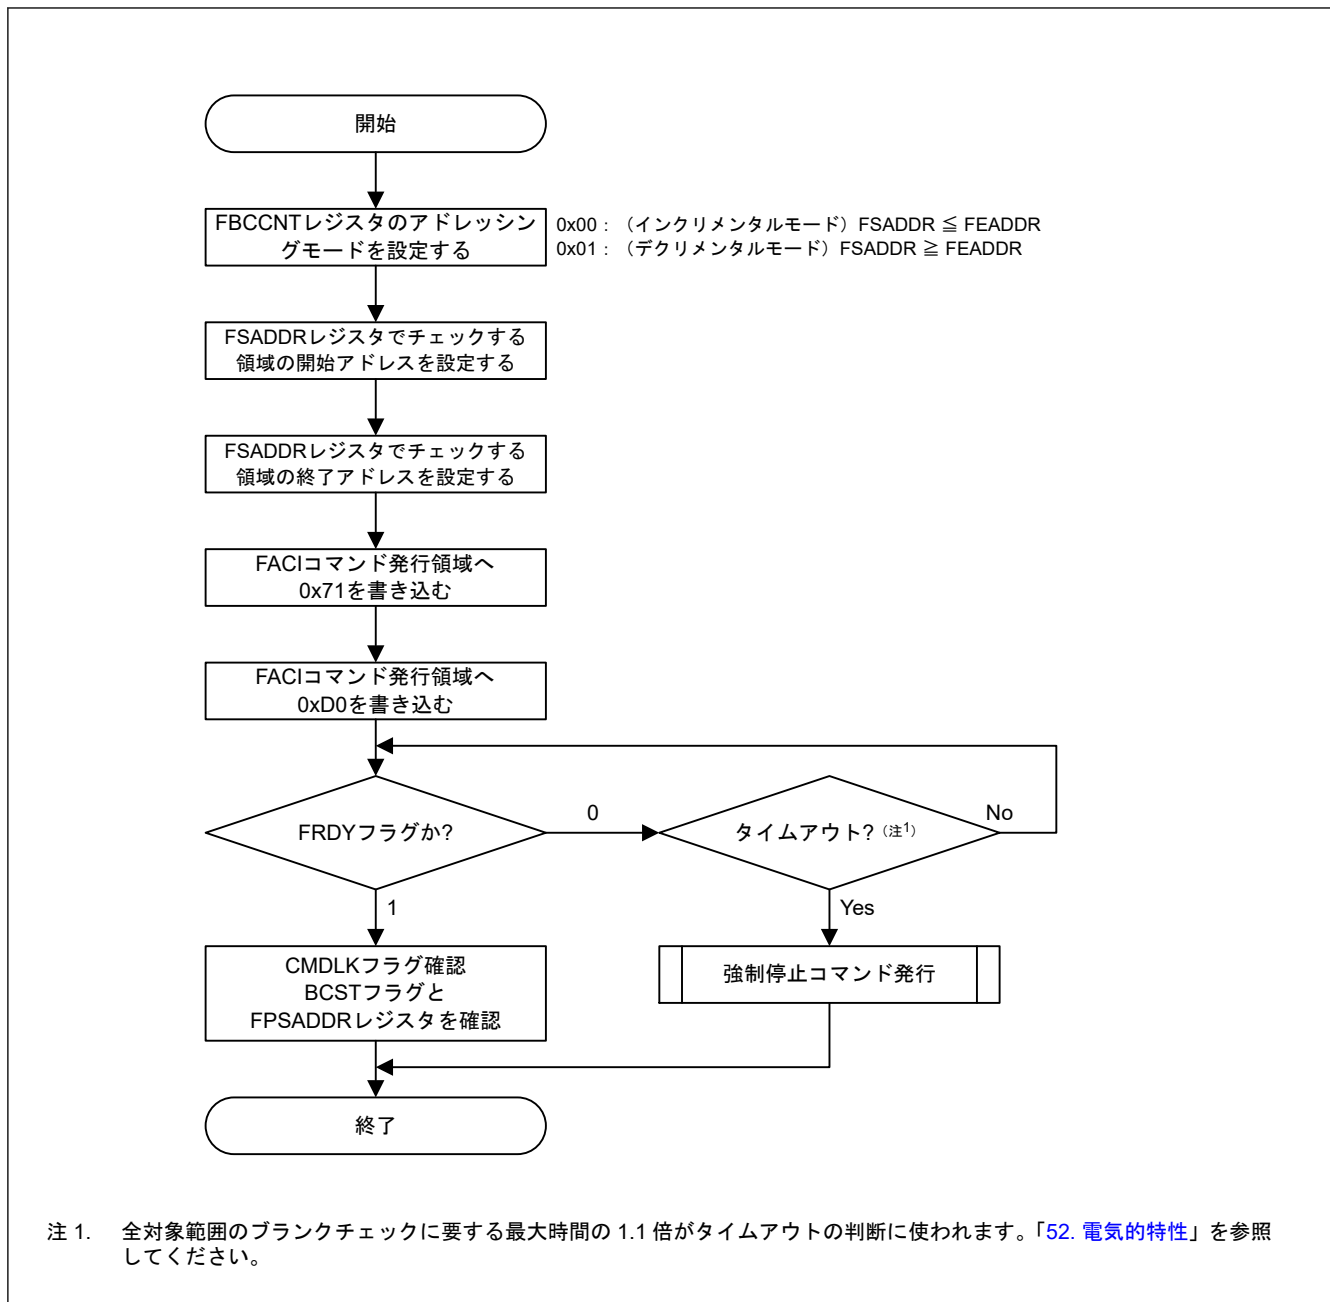 開始
FBCCNTレジスタのアドレッシン
グモードを設定する
0x00：（インクリメンタルモード）FSADDR ≦ FEADDR
0x01：（デクリメンタルモード）FSADDR ≧ FEADDR
FSADDRレジスタでチェックする
領域の開始アドレスを設定する
FSADDRレジスタでチェックする
領域の終了アドレスを設定する
FACIコマンド発行領域へ
0x71を書き込む
FACIコマンド発行領域へ
0xD0を書き込む
FRDYフラグか?
0
タイムアウト?（注1）
No
1
Yes
CMDLKフラグ確認
BCSTフラグと
FPSADDRレジスタを確認
強制停止コマンド発行
終了
注 1. 全対象範囲のブランクチェックに要する最大時間の 1.1 倍がタイムアウトの判断に使われます。「52. 電気的特性」を参照
してください。